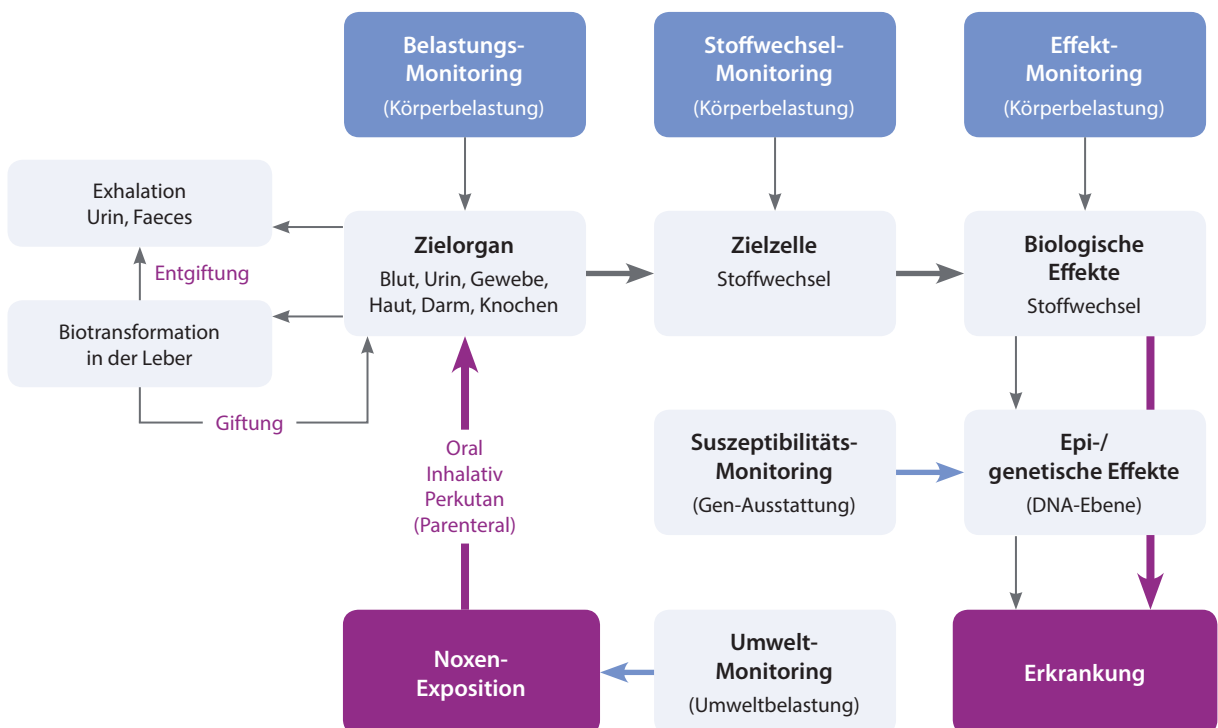 Belastungs-
Monitoring
(Körperbelastung)
Stoffwechsel-
Monitoring
(Körperbelastung)
Effekt-
Monitoring
(Körperbelastung)
Exhalation
Urin, Faeces
Entgiftung
Biotransformation
in der Leber
Giftung
Zielorgan
Blut, Urin, Gewebe,
Haut, Darm, Knochen
Zielzelle
Stoffwechsel
Biologische
Effekte
Stoffwechsel
Oral
Inhalativ
Perkutan
(Parenteral)
Suszeptibilitäts-
Monitoring
(Gen-Ausstattung)
Epi-/
genetische Effekte
(DNA-Ebene)
Noxen-
Exposition
Umwelt-
Monitoring
(Umweltbelastung)
Erkrankung